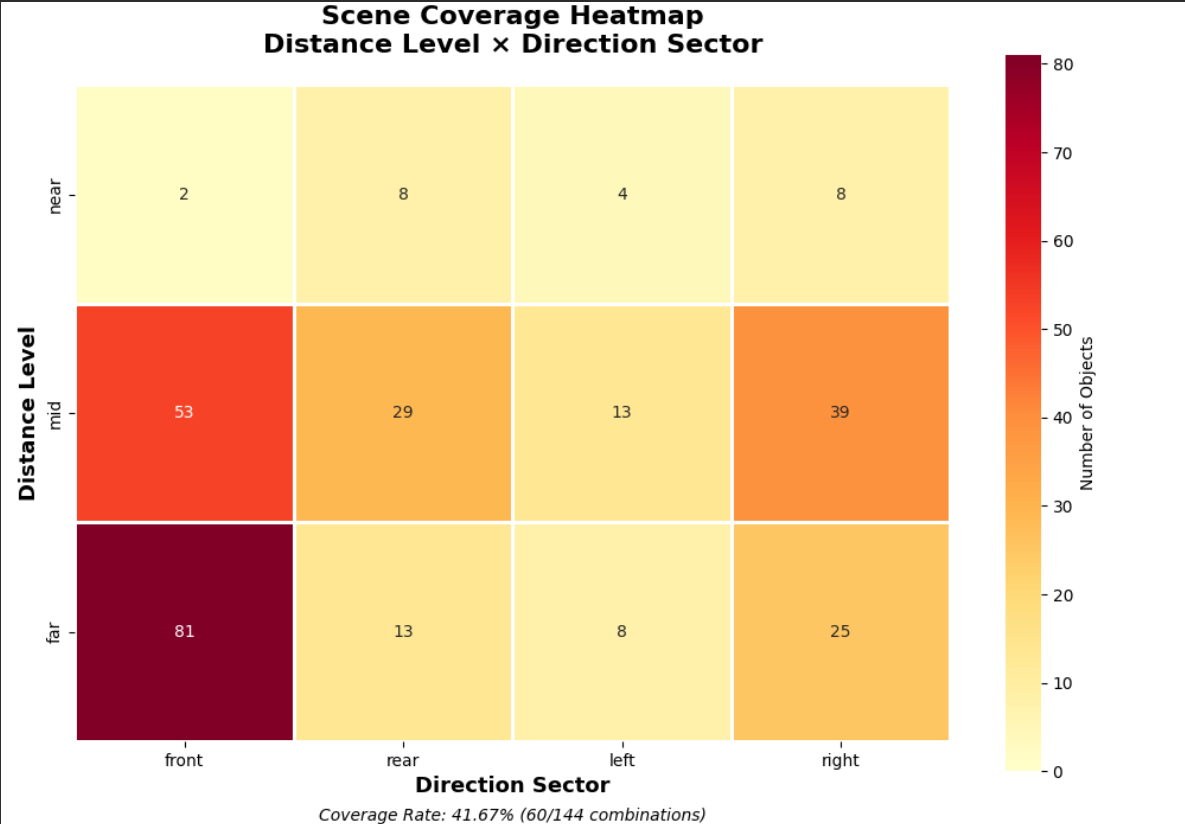 Scene Coverage Heatmap
Distance Level × Direction Sector
80
70
60
50
40
30
20
10
0
Number of Objects
Distance Level
near
2
8
4
8
mid
53
29
13
39
far
81
13
8
25
front
rear
left
right
Direction Sector
Coverage Rate: 41.67% (60/144 combinations)